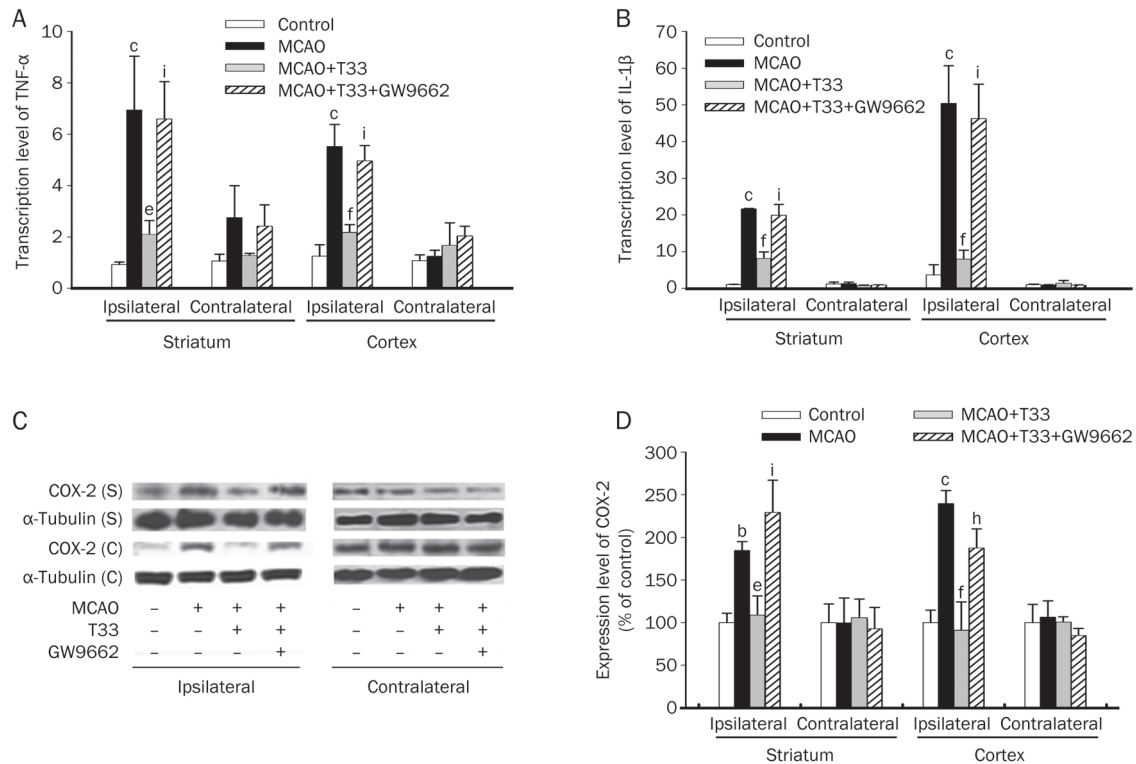 A
Transcription level of TNF-α
10
8
6
4
2
0
Control
MCAO
MCAO+T33
MCAO+T33+GW9662
c
e
i
c
f
i
Ipsilateral Contralateral Ipsilateral Contralateral
Striatum Cortex
B
Transcription level of IL-1β
70
60
50
40
30
20
10
0
Control
MCAO
MCAO+T33
MCAO+T33+GW9662
c
f
i
c
f
i
Ipsilateral Contralateral Ipsilateral Contralateral
Striatum Cortex
C
COX-2 (S)
α-Tubulin (S)
COX-2 (C)
α-Tubulin (C)
MCAO – + + + – + + +
T33 – – + + – – + +
GW9662 – – – + – – – +
Ipsilateral Contralateral
D
Control MCAO+T33
MCAO MCAO+T33+GW9662
Expression level of COX-2
(% of control)
300
250
200
150
100
50
0
b
e
i
c
f
h
Ipsilateral Contralateral Ipsilateral Contralateral
Striatum Cortex